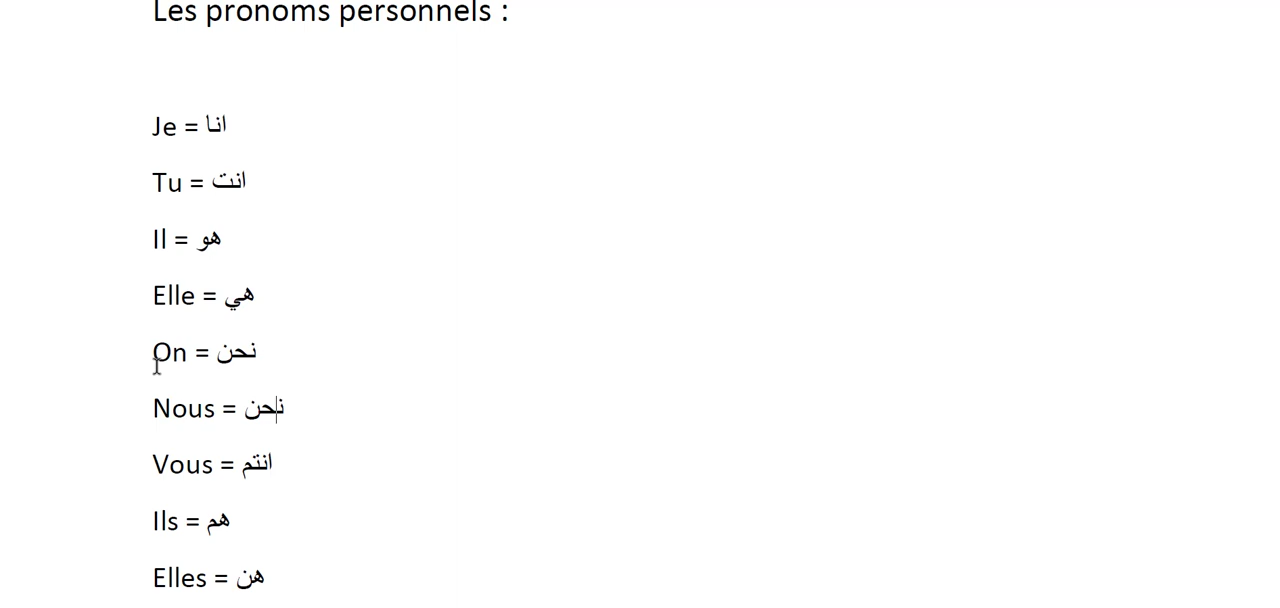 Les pronoms personnels :
Je = انا
Tu = انت
Il = هو
Elle = هي
On = نحن
Nous = نحن
Vous = انتم
Ils = هم
Elles = هن